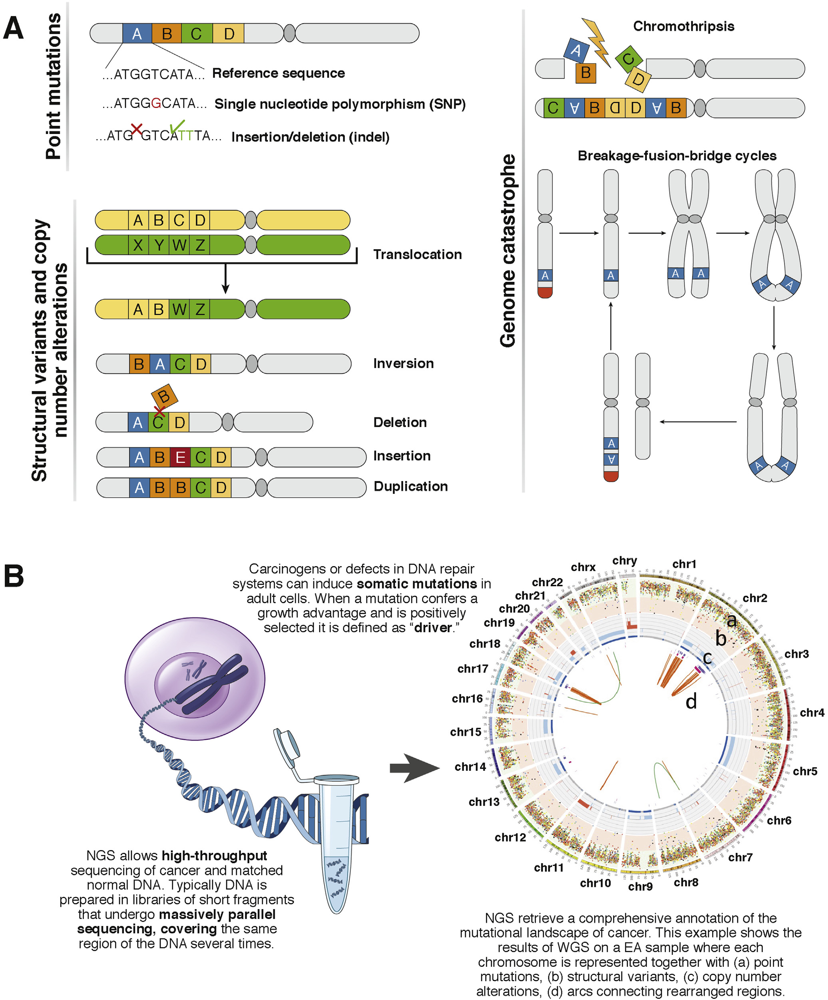 A
Point mutations
A B C D
...ATGGTCATA... Reference sequence
...ATGGGCATA... Single nucleotide polymorphism (SNP)
...ATG GTCATTTA... Insertion/deletion (indel)
Structural variants and copy
number alterations
A B C D
X Y W Z
Translocation
A B W Z
B A C D
Inversion
B
A C D
Deletion
A B E C D
Insertion
A B B C D
Duplication
Genome catastrophe
Chromothripsis
A B C D
C A B D D A B
Breakage-fusion-bridge cycles
A A A A A A
A A A
A
B
Carcinogens or defects in DNA repair
systems can induce somatic mutations in
adult cells. When a mutation confers a
growth advantage and is positively
selected it is defined as “driver.”
NGS allows high-throughput
sequencing of cancer and matched
normal DNA. Typically DNA is
prepared in libraries of short fragments
that undergo massively parallel
sequencing, covering the same
region of the DNA several times.
chr1
chr2
chr3
chr4
chr5
chr6
chr7
chr8
chr9
chr10
chr11
chr12
chr13
chr14
chr15
chr16
chr17
chr18
chr19
chr20
chr21
chr22
chrx
chry
a
b
c
d
NGS retrieve a comprehensive annotation of the
mutational landscape of cancer. This example shows the
results of WGS on a EA sample where each
chromosome is represented together with (a) point
mutations, (b) structural variants, (c) copy number
alterations, (d) arcs connecting rearranged regions.